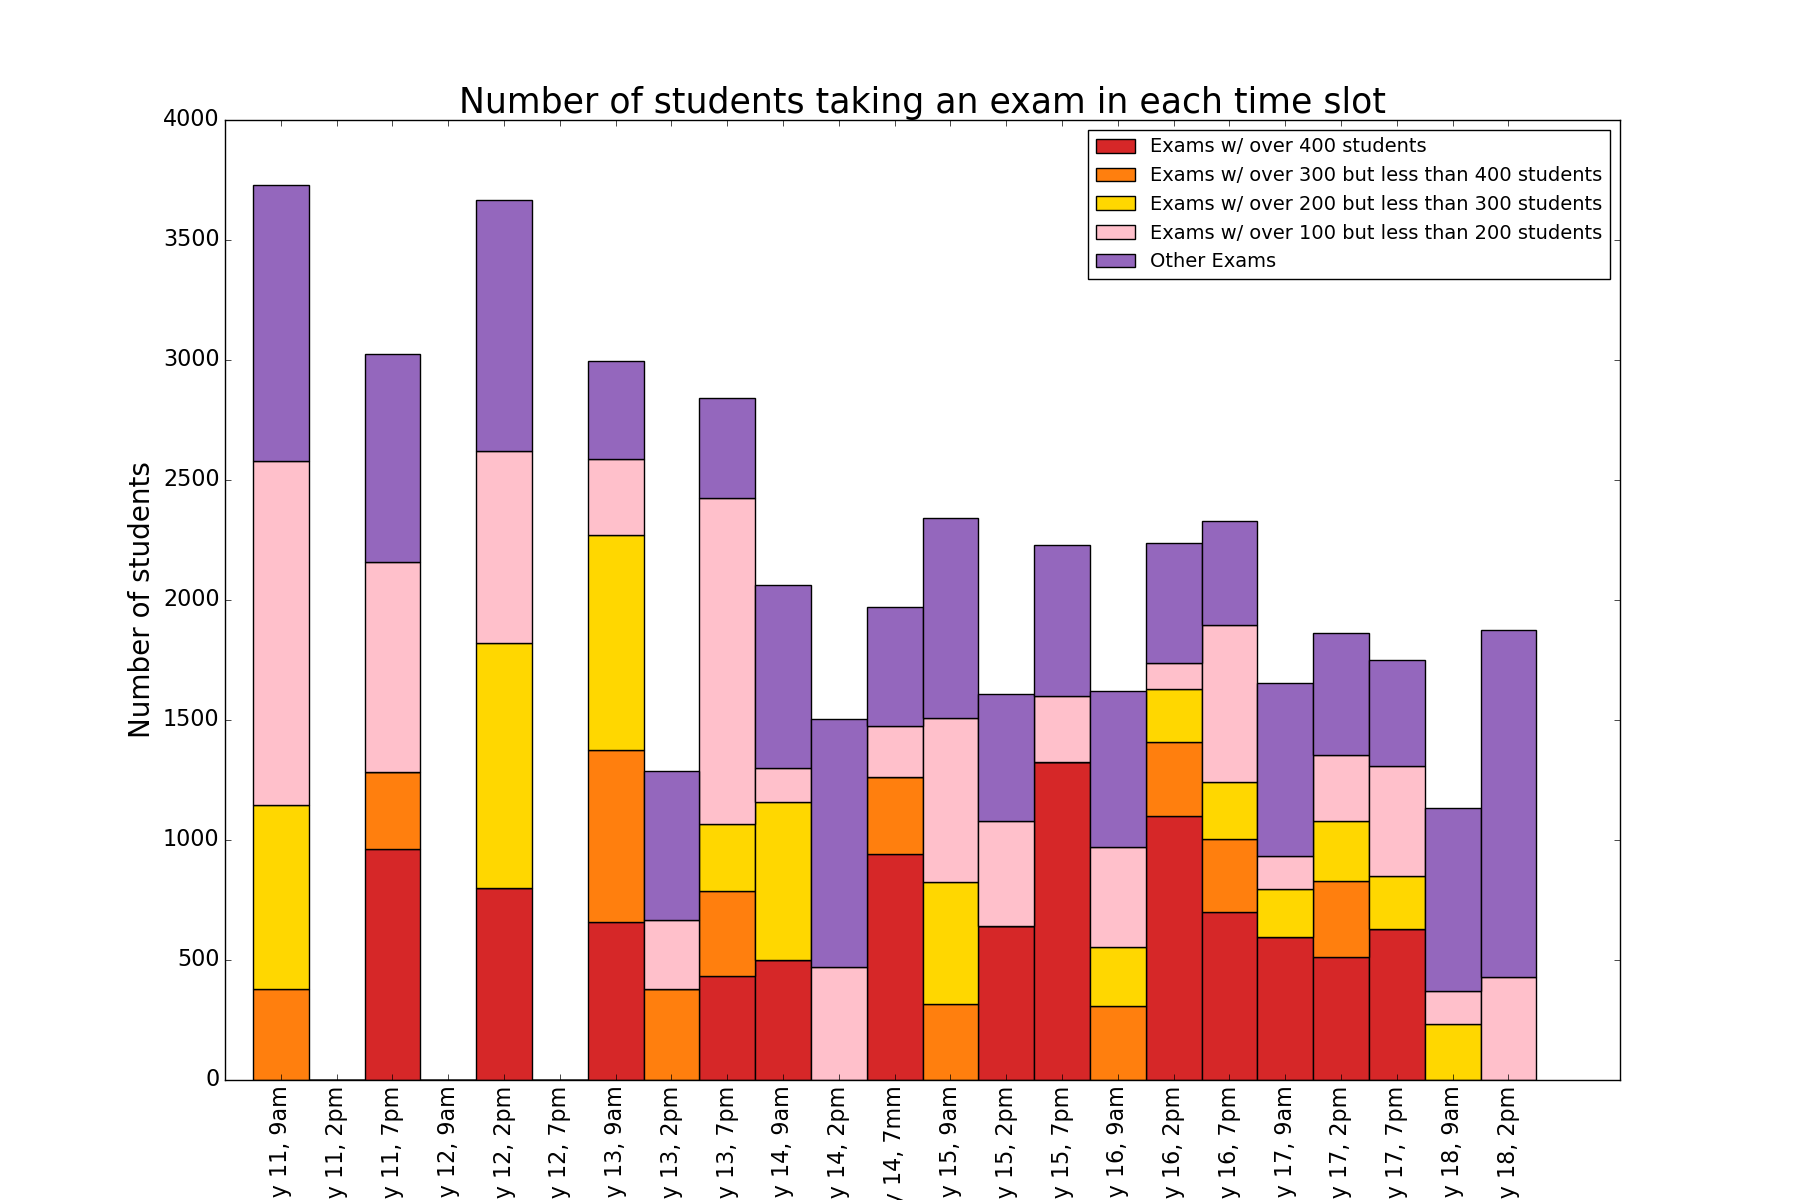 Number of students taking an exam in each time slot
4000
3500
3000
2500
2000
1500
1000
500
0
Number of students
Exams w/ over 400 students
Exams w/ over 300 but less than 400 students
Exams w/ over 200 but less than 300 students
Exams w/ over 100 but less than 200 students
Other Exams
y 11, 9am
y 11, 2pm
y 11, 7pm
y 12, 9am
y 12, 2pm
y 12, 7pm
y 13, 9am
y 13, 2pm
y 13, 7pm
y 14, 9am
y 14, 2pm
y 14, 7mm
y 15, 9am
y 15, 2pm
y 15, 7pm
y 16, 9am
y 16, 2pm
y 16, 7pm
y 17, 9am
y 17, 2pm
y 17, 7pm
y 18, 9am
y 18, 2pm